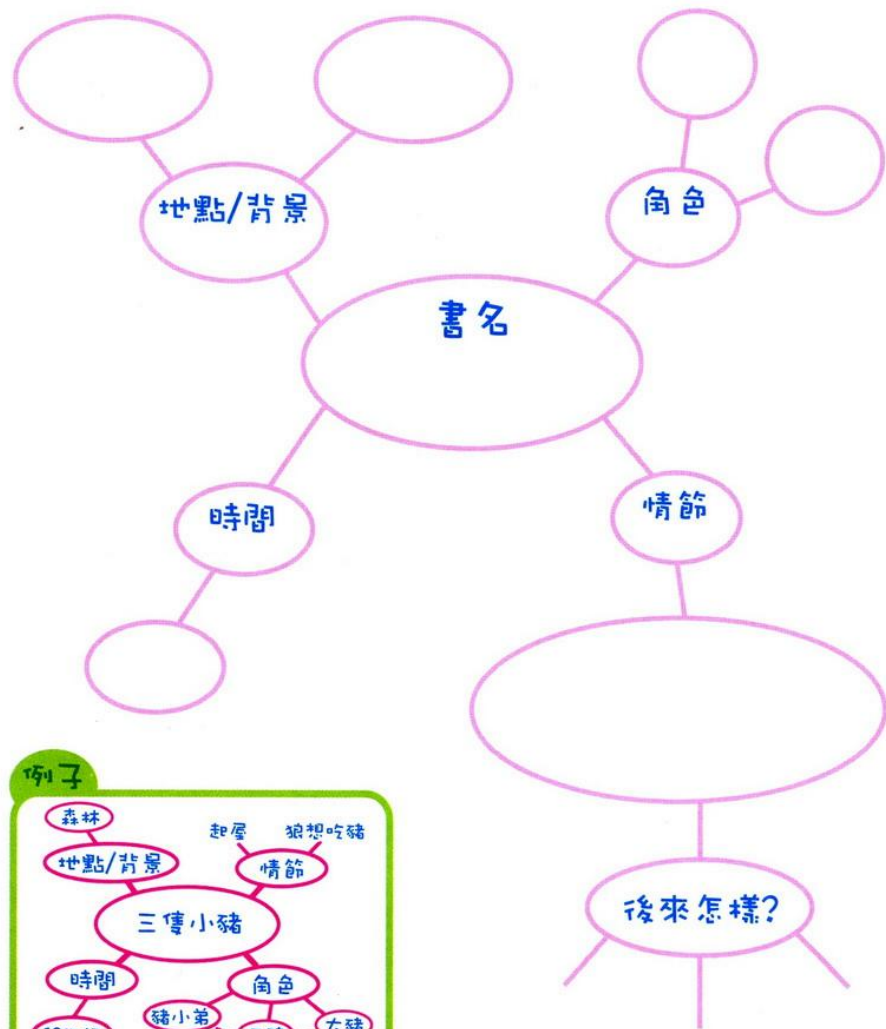 地點/背景
角色
書名
時間
情節
後來怎樣?
例子
森林
起屋
狼想吃豬
地點/背景
情節
三隻小豬
時間
角色
豬小弟